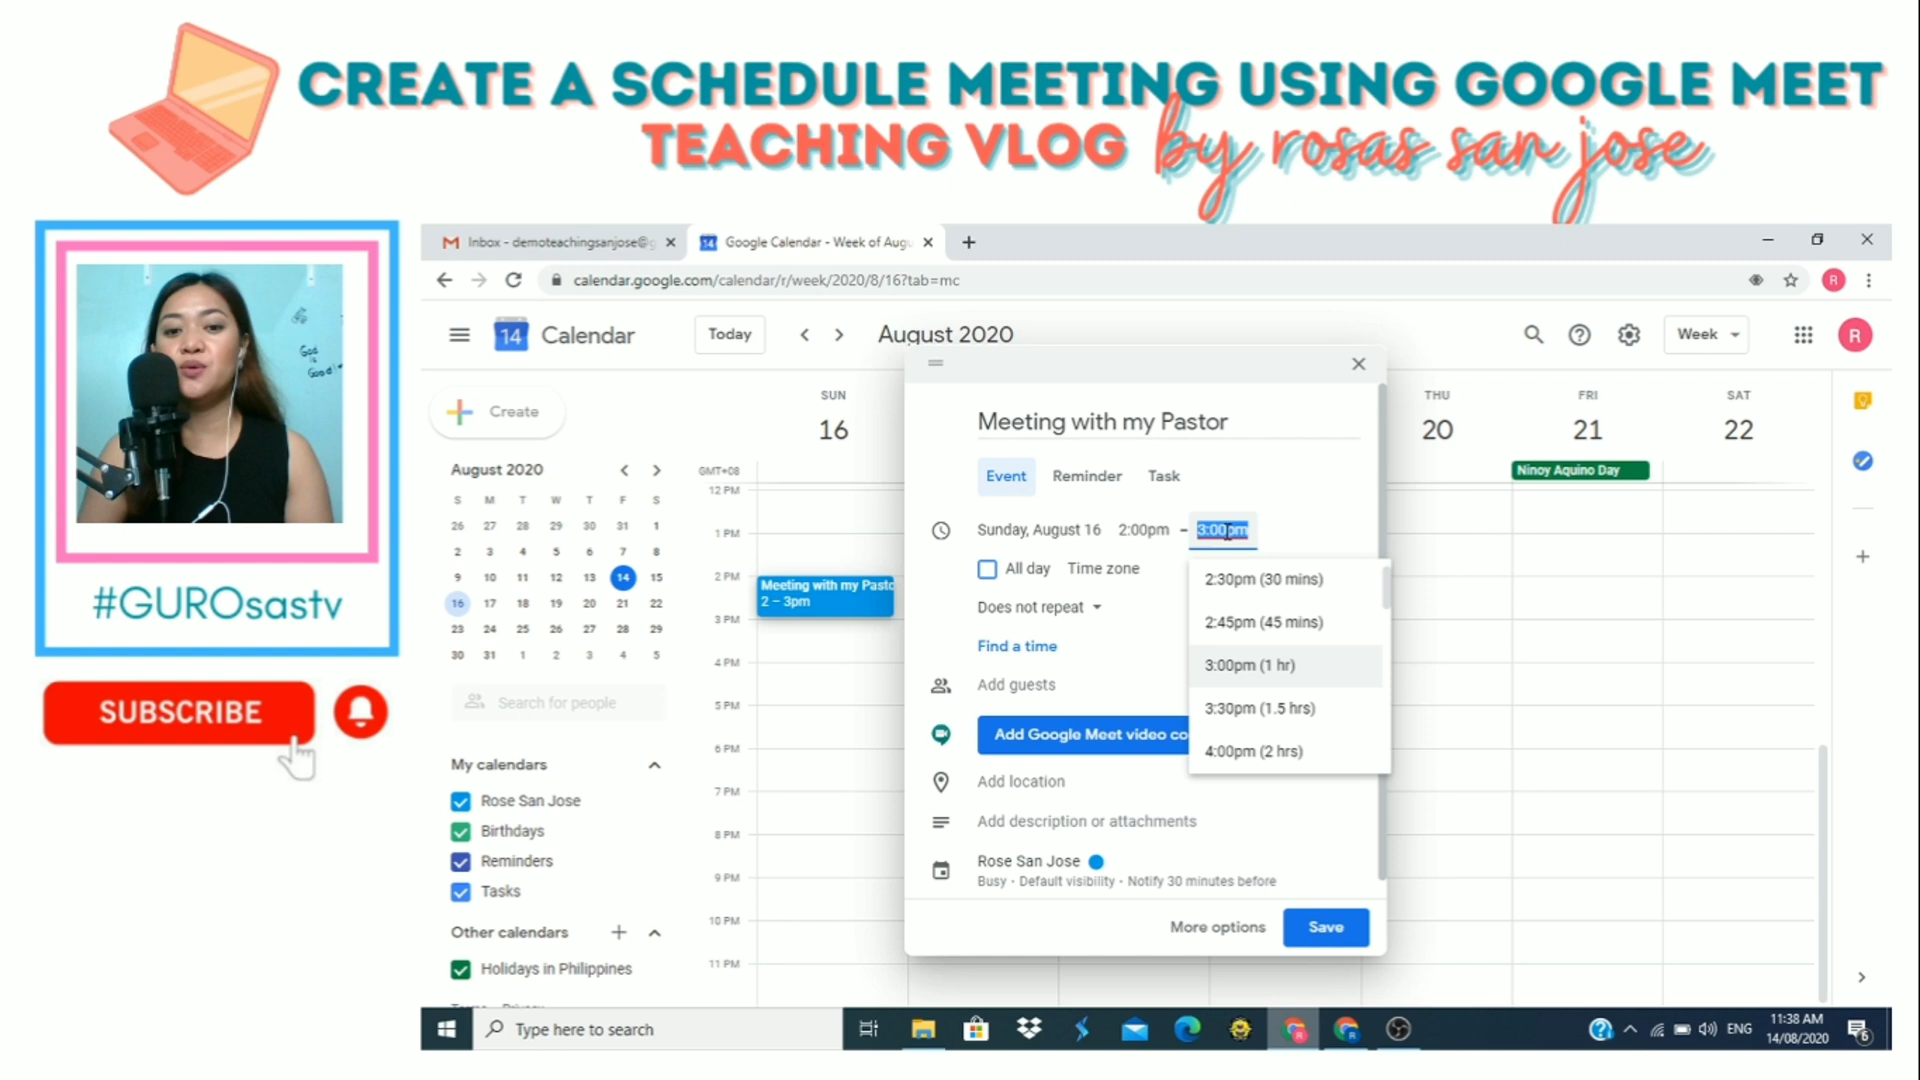 CREATE A SCHEDULE MEETING USING GOOGLE MEET
TEACHING VLOG by rosas san jose
God
is
Good!
#GUROsastv
SUBSCRIBE
Inbox - demoteachingsanjose@g
Google Calendar - Week of Augu
calendar.google.com/calendar/r/week/2020/8/16?tab=mc
14
Calendar
Today
August 2020
Week
R
Create
August 2020
S M T W T F S
26 27 28 29 30 31 1
2 3 4 5 6 7 8
9 10 11 12 13 14 15
16 17 18 19 20 21 22
23 24 25 26 27 28 29
30 31 1 2 3 4 5
Search for people
My calendars
Rose San Jose
Birthdays
Reminders
Tasks
Other calendars
Holidays in Philippines
Terms - Privacy
SUN
16
THU
20
FRI
21
SAT
22
GMT+08
Ninoy Aquino Day
12 PM
1 PM
2 PM
3 PM
4 PM
5 PM
6 PM
7 PM
8 PM
9 PM
10 PM
11 PM
Meeting with my Pasto
2 – 3pm
Meeting with my Pastor
Event Reminder Task
Sunday, August 16 2:00pm – 3:00pm
All day Time zone
Does not repeat
Find a time
Add guests
Add Google Meet video co
Add location
Add description or attachments
Rose San Jose
Busy · Default visibility · Notify 30 minutes before
More options
Save
2:30pm (30 mins)
2:45pm (45 mins)
3:00pm (1 hr)
3:30pm (1.5 hrs)
4:00pm (2 hrs)
Type here to search
ENG
11:38 AM
14/08/2020